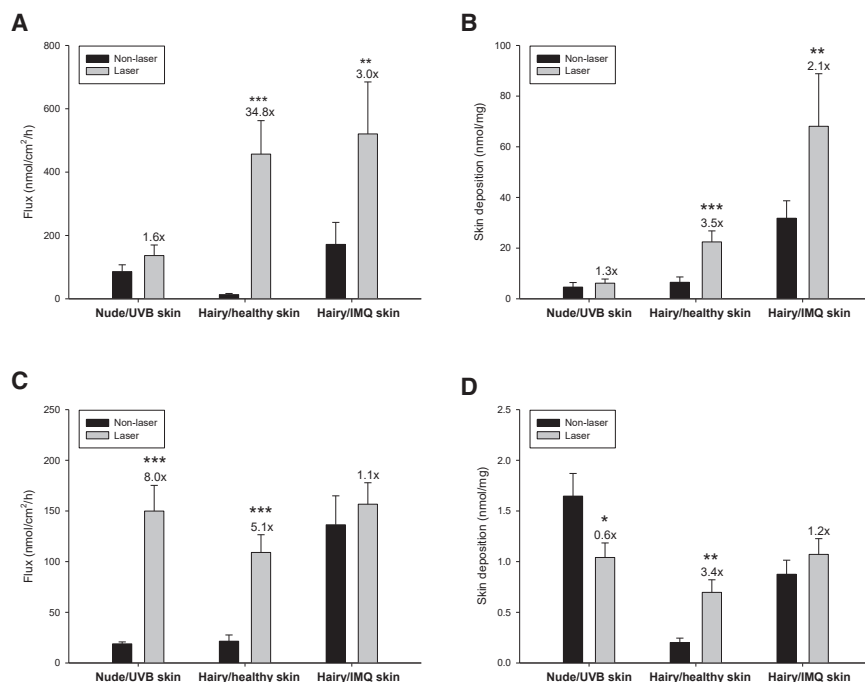 A
Non-laser
Laser
800
600
400
200
0
Flux (nmol/cm²/h)
1.6x
***
34.8x
**
3.0x
Nude/UVB skin
Hairy/healthy skin
Hairy/IMQ skin
B
Non-laser
Laser
100
80
60
40
20
0
Skin deposition (nmol/mg)
1.3x
***
3.5x
**
2.1x
Nude/UVB skin
Hairy/healthy skin
Hairy/IMQ skin
C
Non-laser
Laser
250
200
150
100
50
0
Flux (nmol/cm²/h)
***
8.0x
***
5.1x
1.1x
Nude/UVB skin
Hairy/healthy skin
Hairy/IMQ skin
D
Non-laser
Laser
2.5
2.0
1.5
1.0
0.5
0.0
Skin deposition (nmol/mg)
*
0.6x
**
3.4x
1.2x
Nude/UVB skin
Hairy/healthy skin
Hairy/IMQ skin